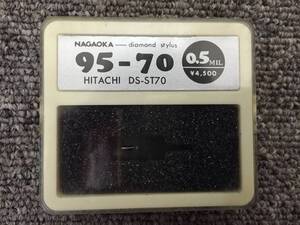 NAGAOKA — diamond stylus
95-70
0.5 MIL
¥4,500
HITACHI DS-ST70